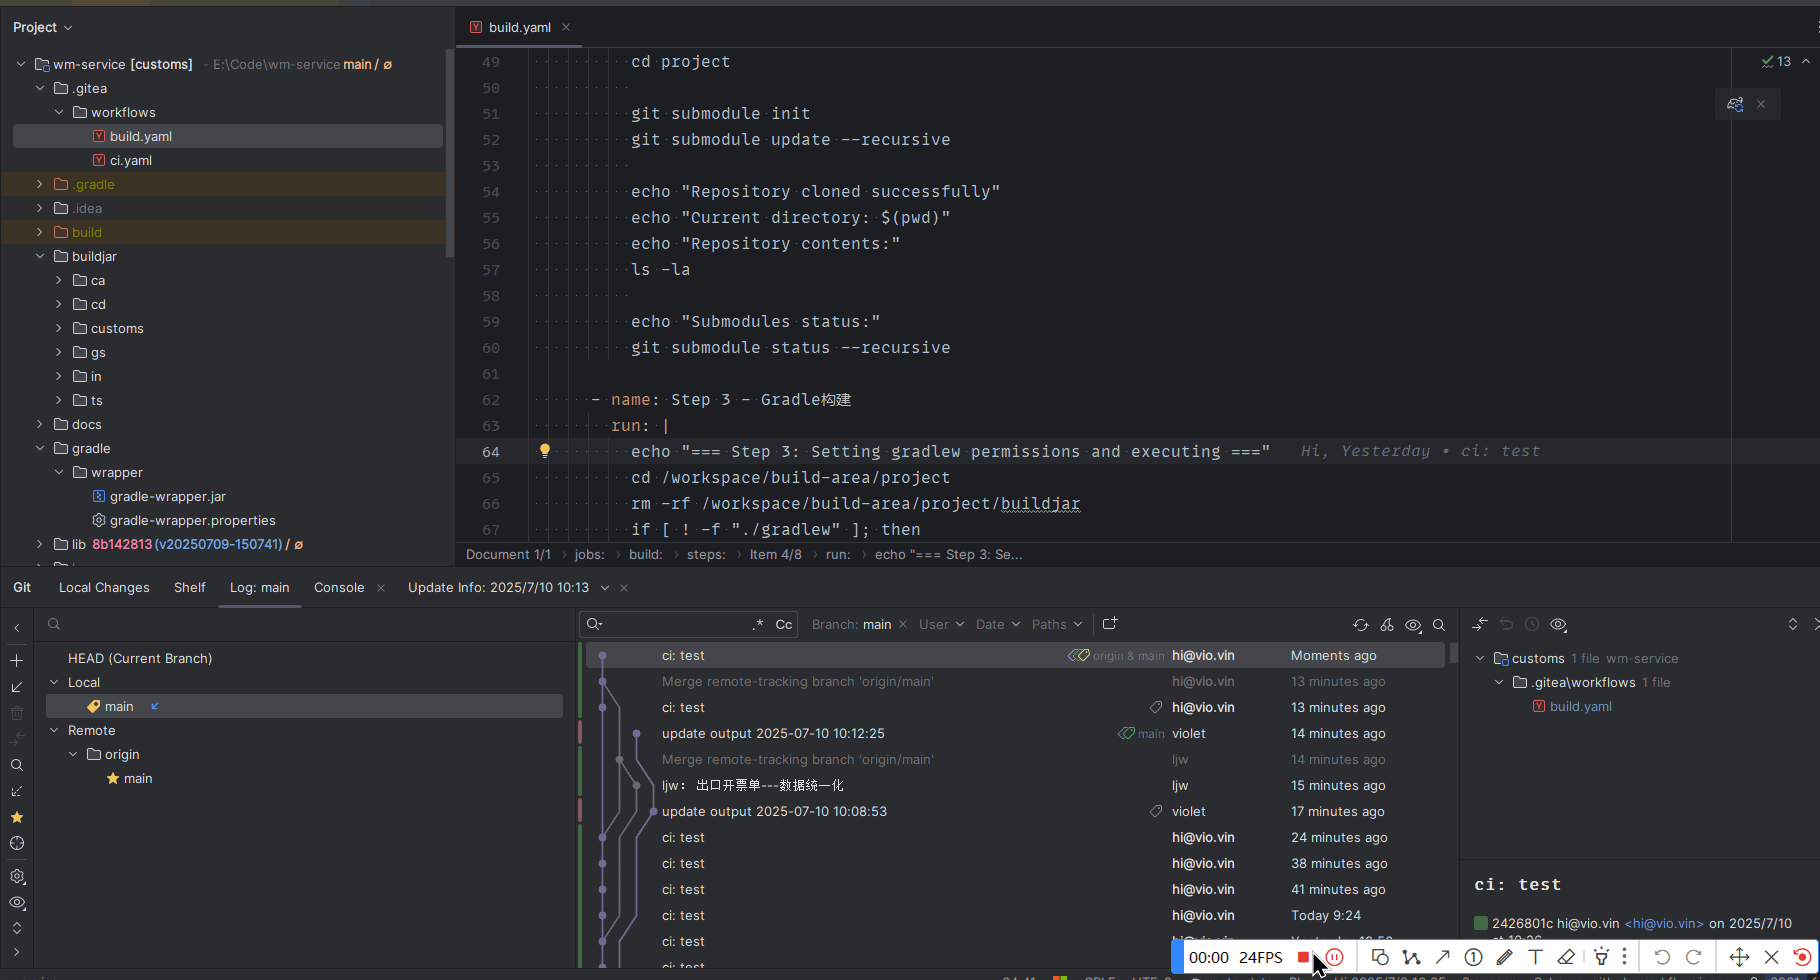 Project
wm-service [customs] - E:\Code\wm-service main / ∅
.gitea
workflows
build.yaml
ci.yaml
.gradle
.idea
build
buildjar
ca
cd
customs
gs
in
ts
docs
gradle
wrapper
gradle-wrapper.jar
gradle-wrapper.properties
lib 8b142813 (v20250709-150741) / ∅
build.yaml
13
49 cd project
50
51 git submodule init
52 git submodule update --recursive
53
54 echo "Repository cloned successfully"
55 echo "Current directory: $(pwd)"
56 echo "Repository contents:"
57 ls -la
58
59 echo "Submodules status:"
60 git submodule status --recursive
61
62 - name: Step 3 - Gradle构建
63 run: |
64 echo "=== Step 3: Setting gradlew permissions and executing ===" Hi, Yesterday • ci: test
65 cd /workspace/build-area/project
66 rm -rf /workspace/build-area/project/buildjar
67 if [ ! -f "./gradlew" ]; then
Document 1/1 › jobs: › build: › steps: › Item 4/8 › run: › echo "=== Step 3: Se...
Git Local Changes Shelf Log: main Console Update Info: 2025/7/10 10:13
HEAD (Current Branch)
Local
main
Remote
origin
main
.* Cc Branch: main User Date Paths
ci: test origin & main hi@vio.vin Moments ago
Merge remote-tracking branch 'origin/main' hi@vio.vin 13 minutes ago
ci: test hi@vio.vin 13 minutes ago
update output 2025-07-10 10:12:25 main violet 14 minutes ago
Merge remote-tracking branch 'origin/main' ljw 14 minutes ago
ljw: 出口开票单---数据统一化 ljw 15 minutes ago
update output 2025-07-10 10:08:53 violet 17 minutes ago
ci: test hi@vio.vin 24 minutes ago
ci: test hi@vio.vin 38 minutes ago
ci: test hi@vio.vin 41 minutes ago
ci: test hi@vio.vin Today 9:24
ci: test
ci: test
customs 1 file wm-service
.gitea\workflows 1 file
build.yaml
ci: test
2426801c hi@vio.vin <hi@vio.vin> on 2025/7/10
00:00 24FPS